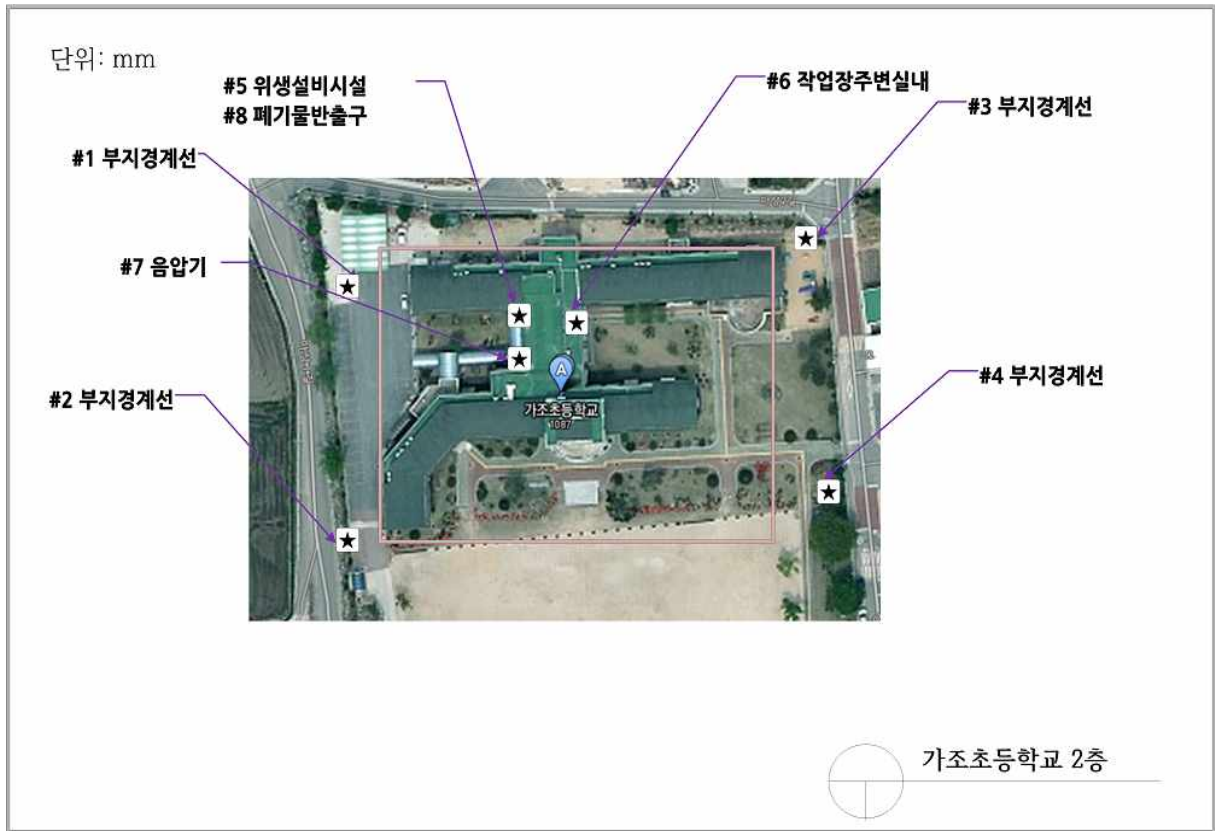 단위: mm
#5 위생설비시설
#8 폐기물반출구
#6 작업장주변실내
#3 부지경계선
#1 부지경계선
#7 음압기
#4 부지경계선
#2 부지경계선
A
가조초등학교
1087
가조초등학교 2층